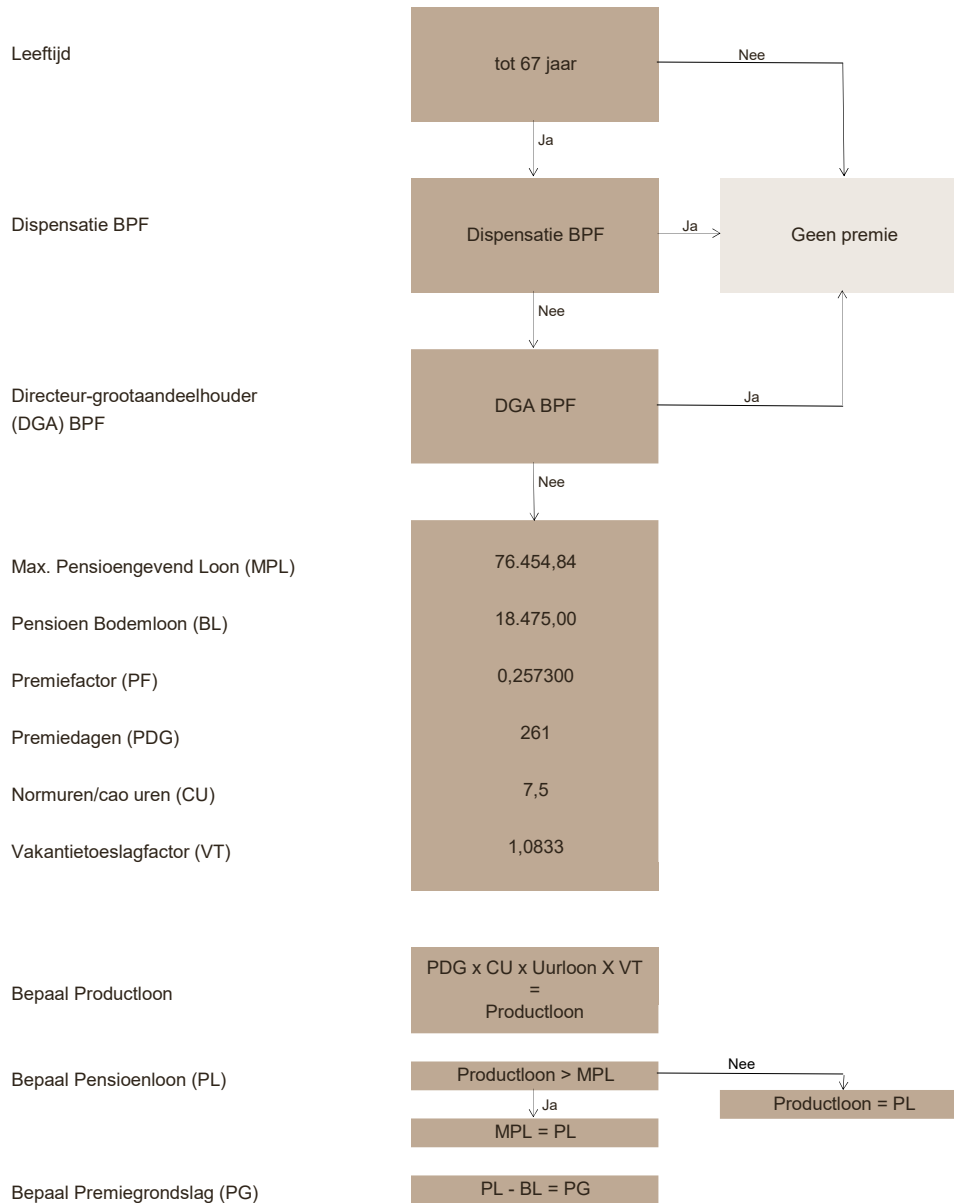 Leeftijd
tot 67 jaar
Nee
Ja
Dispensatie BPF
Dispensatie BPF
Ja
Geen premie
Nee
Directeur-grootaandeelhouder
(DGA) BPF
DGA BPF
Ja
Nee
Max. Pensioengevend Loon (MPL)
76.454,84
Pensioen Bodemloon (BL)
18.475,00
Premiefactor (PF)
0,257300
Premiedagen (PDG)
261
Normuren/cao uren (CU)
7,5
Vakantietoeslagfactor (VT)
1,0833
Bepaal Productloon
PDG x CU x Uurloon X VT
=
Productloon
Bepaal Pensioenloon (PL)
Productloon > MPL
Nee
Productloon = PL
Ja
MPL = PL
Bepaal Premiegrondslag (PG)
PL - BL = PG